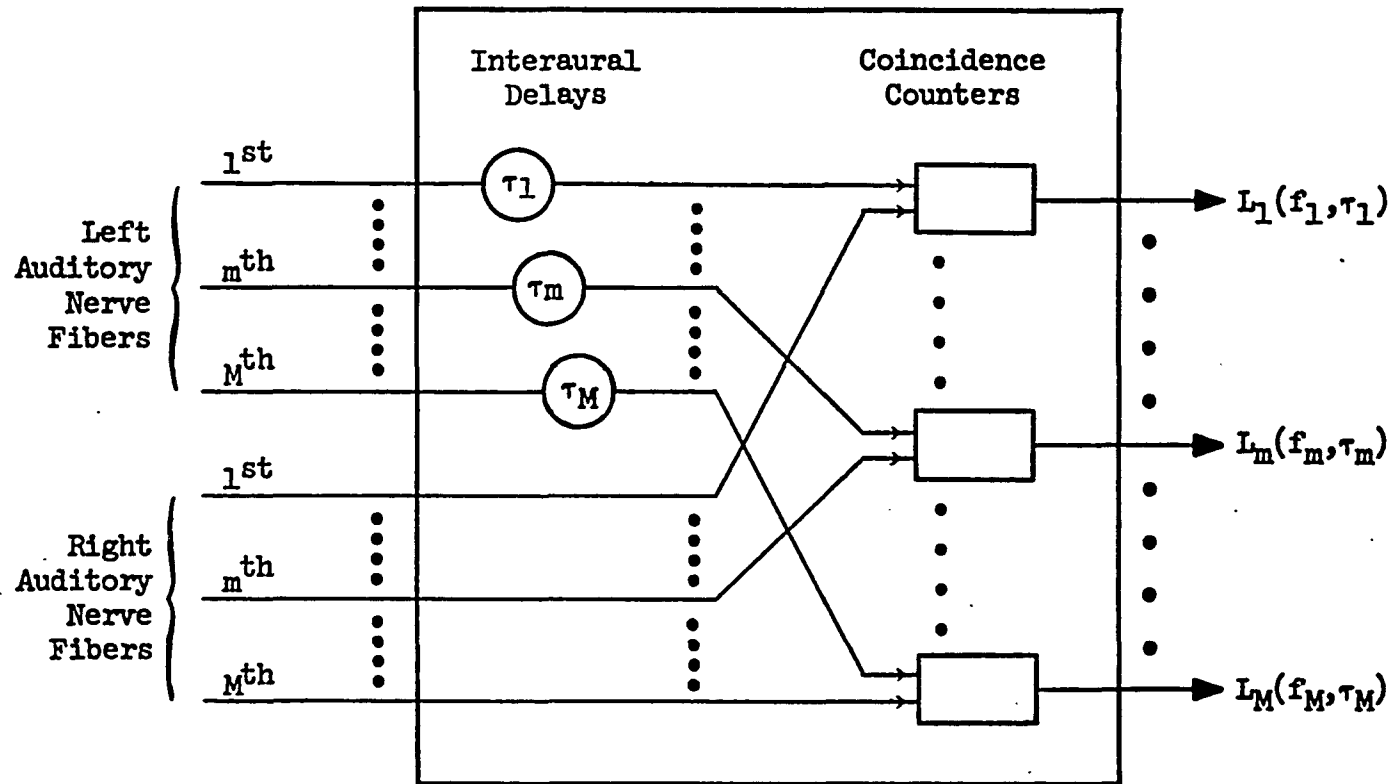 Interaural
Delays
Coincidence
Counters
Left
Auditory
Nerve
Fibers
1st
mth
Mth
τ1
τm
τM
L1(f1,τ1)
Lm(fm,τm)
LM(fM,τM)
Right
Auditory
Nerve
Fibers
1st
mth
Mth